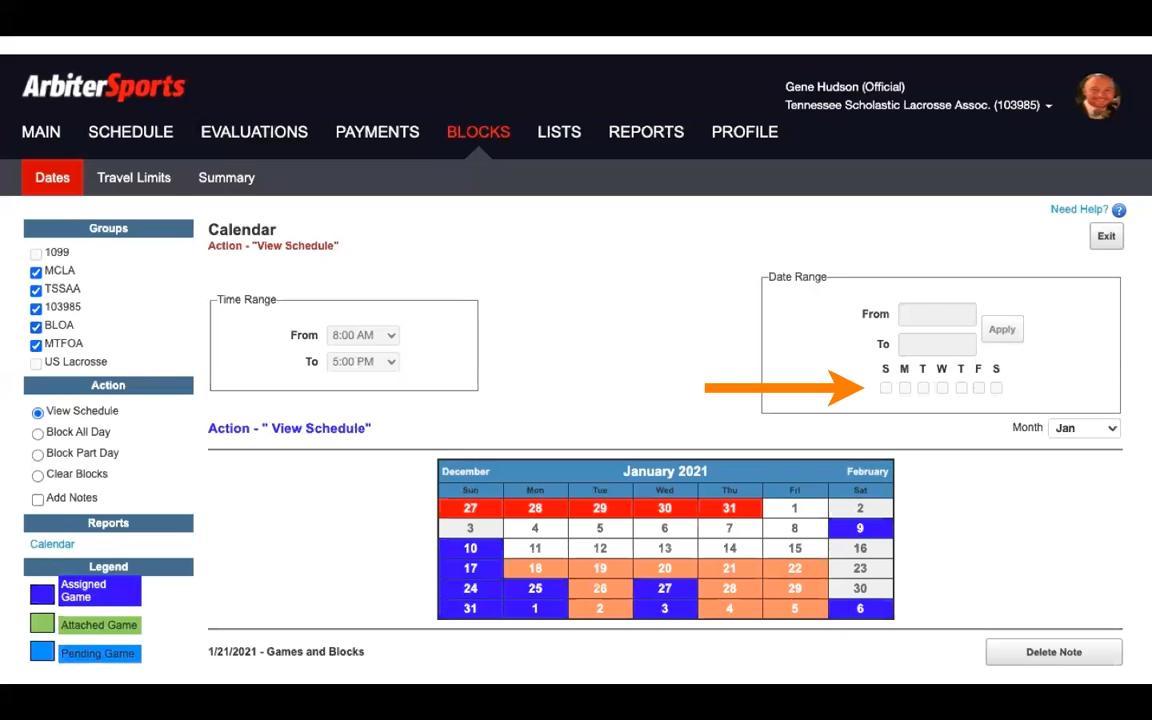 ArbiterSports
Gene Hudson (Official)
Tennessee Scholastic Lacrosse Assoc. (103985)
MAIN SCHEDULE EVALUATIONS PAYMENTS BLOCKS LISTS REPORTS PROFILE
Dates Travel Limits Summary
Need Help? ?
Exit
Groups
1099
MCLA
TSSAA
103985
BLOA
MTFOA
US Lacrosse
Action
View Schedule
Block All Day
Block Part Day
Clear Blocks
Add Notes
Reports
Calendar
Legend
Assigned
Game
Attached Game
Pending Game
Calendar
Action - "View Schedule"
Time Range
From 8:00 AM
To 5:00 PM
Date Range
From
To
Apply
S M T W T F S
Action - " View Schedule"
Month Jan
December January 2021 February
Sun Mon Tue Wed Thu Fri Sat
27 28 29 30 31 1 2
3 4 5 6 7 8 9
10 11 12 13 14 15 16
17 18 19 20 21 22 23
24 25 26 27 28 29 30
31 1 2 3 4 5 6
1/21/2021 - Games and Blocks
Delete Note